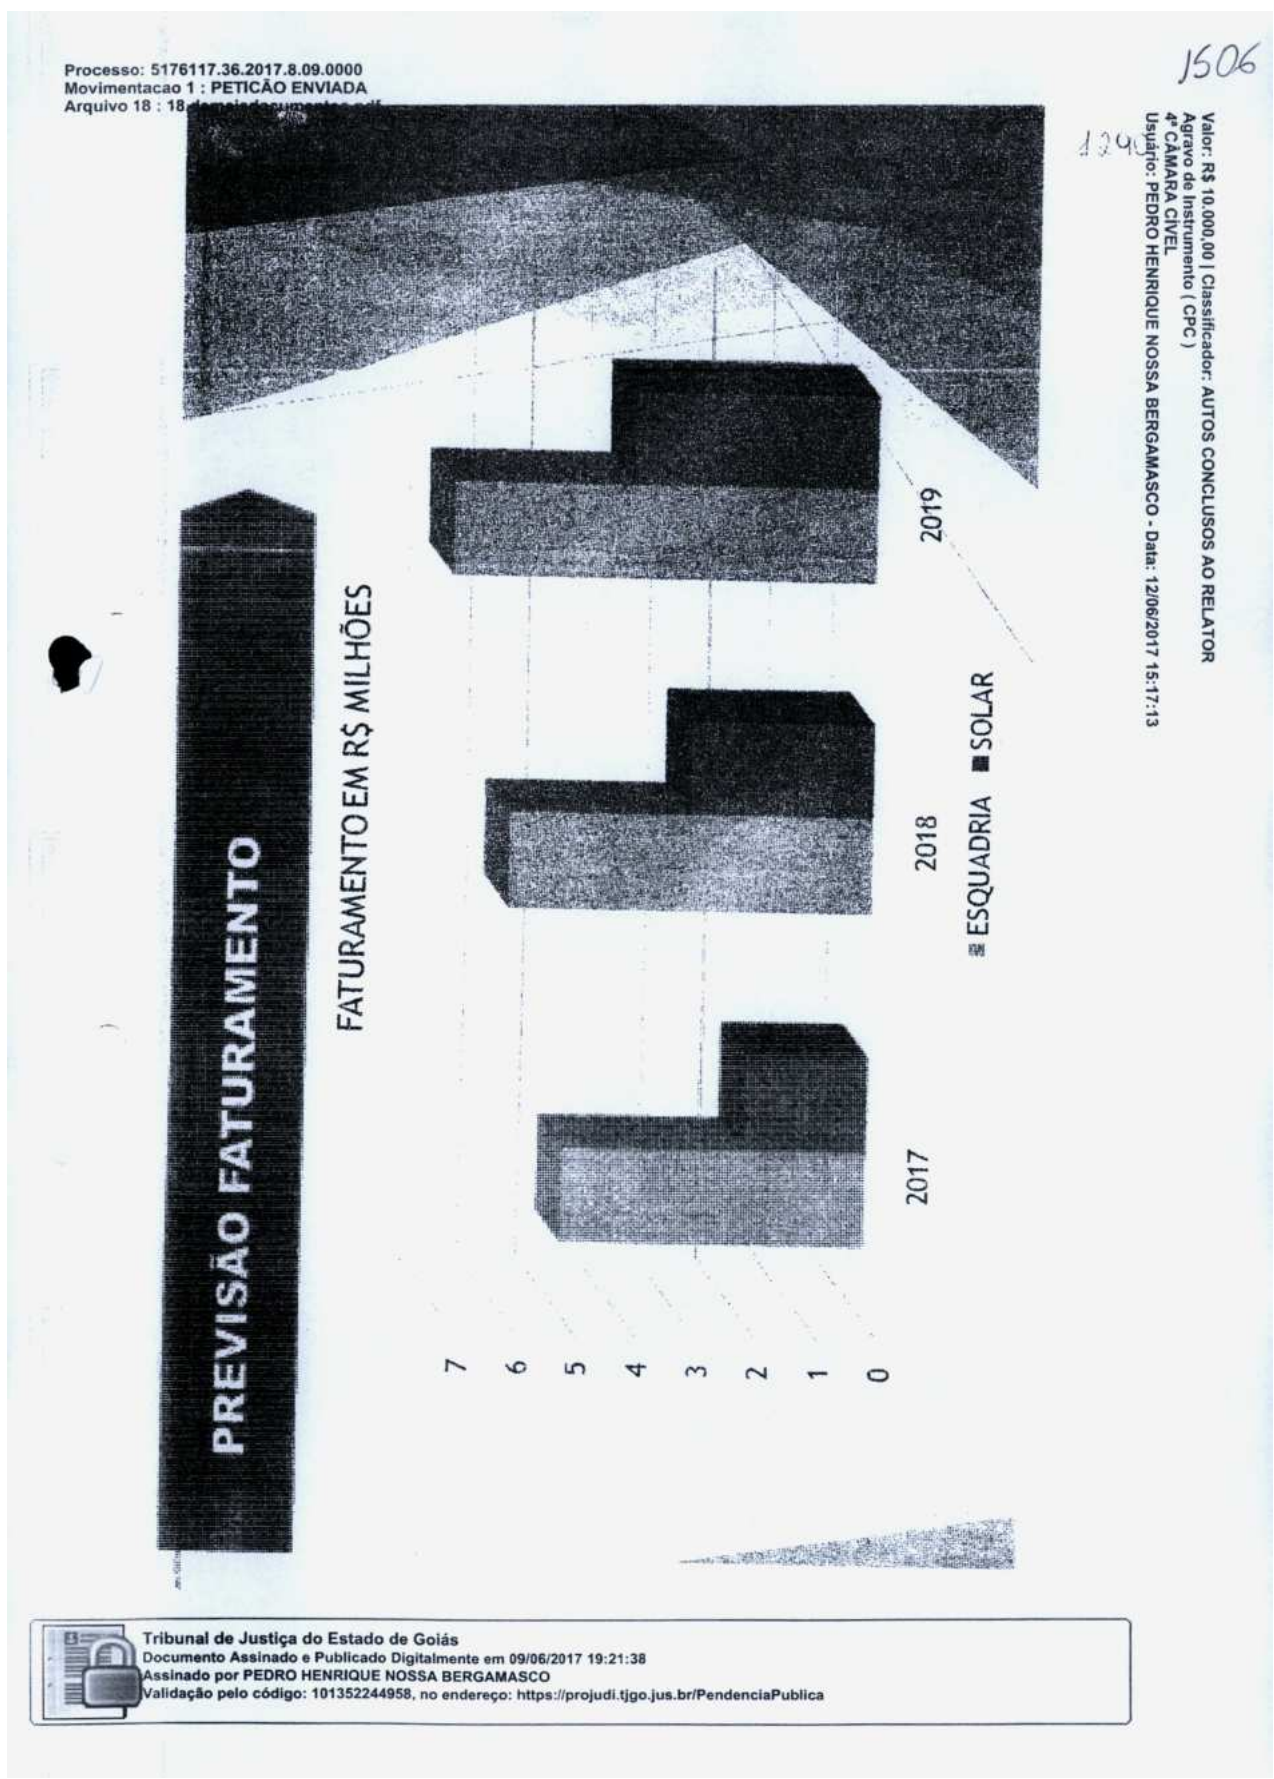 Processo: 5176117.36.2017.8.09.0000
Movimentacao 1 : PETICÃO ENVIADA
Arquivo 18 : 18.demaisdocumentos.pdf
1506
Valor: R$ 10.000,00 | Classificador: AUTOS CONCLUSOS AO RELATOR
Agravo de Instrumento ( CPC )
4ª CÂMARA CÍVEL
Usuário: PEDRO HENRIQUE NOSSA BERGAMASCO - Data: 12/06/2017 15:17:13
PREVISÃO FATURAMENTO
FATURAMENTO EM R$ MILHÕES
7
6
5
4
3
2
1
0
2017
2018
2019
ESQUADRIA SOLAR
Tribunal de Justiça do Estado de Goiás
Documento Assinado e Publicado Digitalmente em 09/06/2017 19:21:38
Assinado por PEDRO HENRIQUE NOSSA BERGAMASCO
Validação pelo código: 101352244958, no endereço: https://projudi.tjgo.jus.br/PendenciaPublica